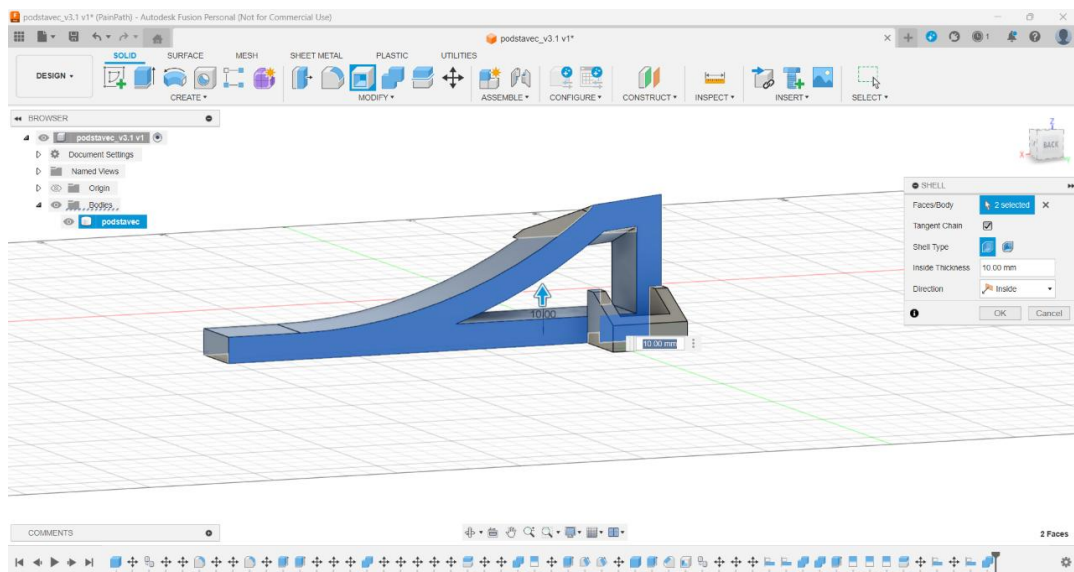 podstavec_v3.1 v1* (PainPath) - Autodesk Fusion Personal (Not for Commercial Use)
podstavec_v3.1 v1*
1
SOLID SURFACE MESH SHEET METAL PLASTIC UTILITIES
DESIGN
CREATE MODIFY ASSEMBLE CONFIGURE CONSTRUCT INSPECT INSERT SELECT
BROWSER
podstavec_v3.1 v1
Document Settings
Named Views
Origin
Bodies
podstavec
Z
BACK
X
SHELL
Faces/Body 2 selected
Tangent Chain
Shell Type
Inside Thickness 10.00 mm
Direction Inside
OK Cancel
10.00
10.00 mm
COMMENTS
2 Faces